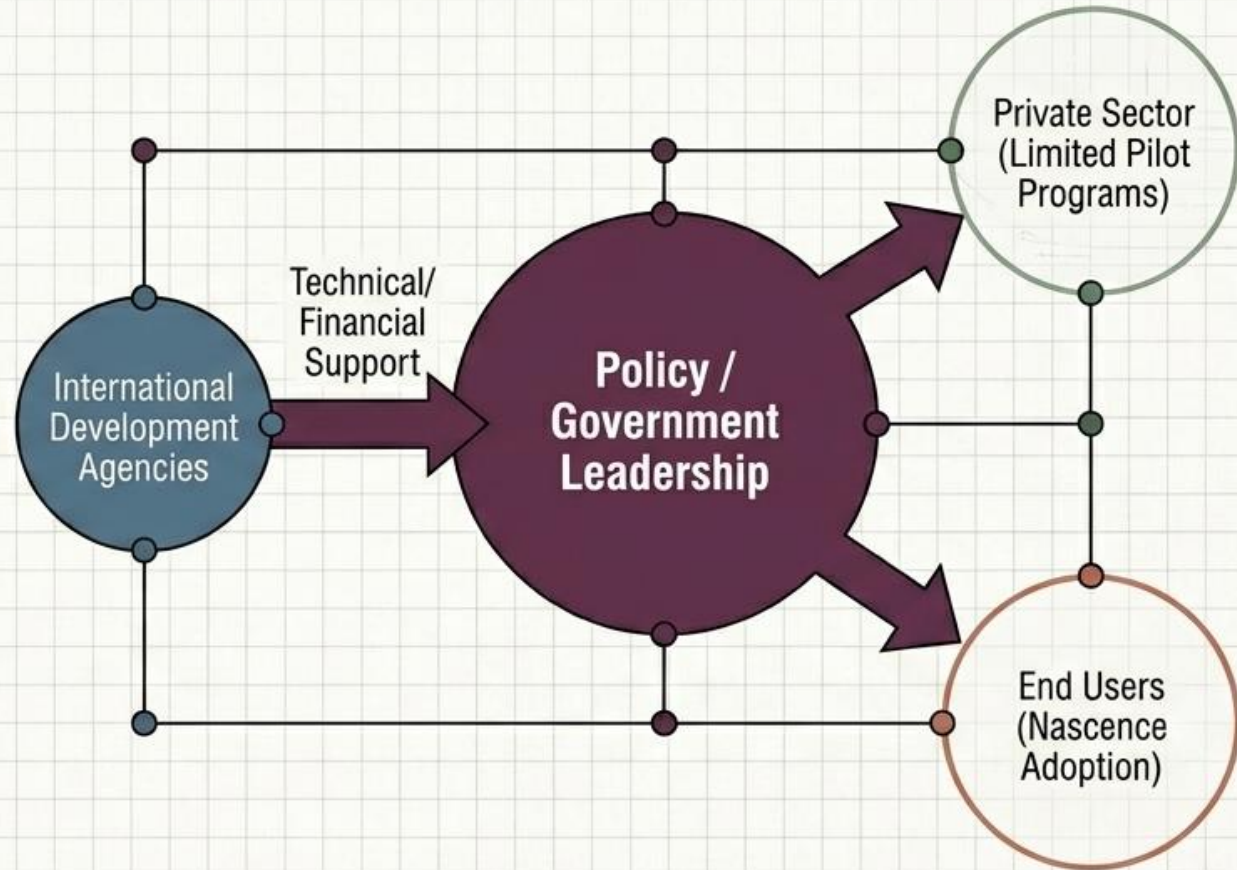 Private Sector
(Limited Pilot
Programs)
Technical/
Financial
Support
International
Development
Agencies
Policy /
Government
Leadership
End Users
(Nascence
Adoption)